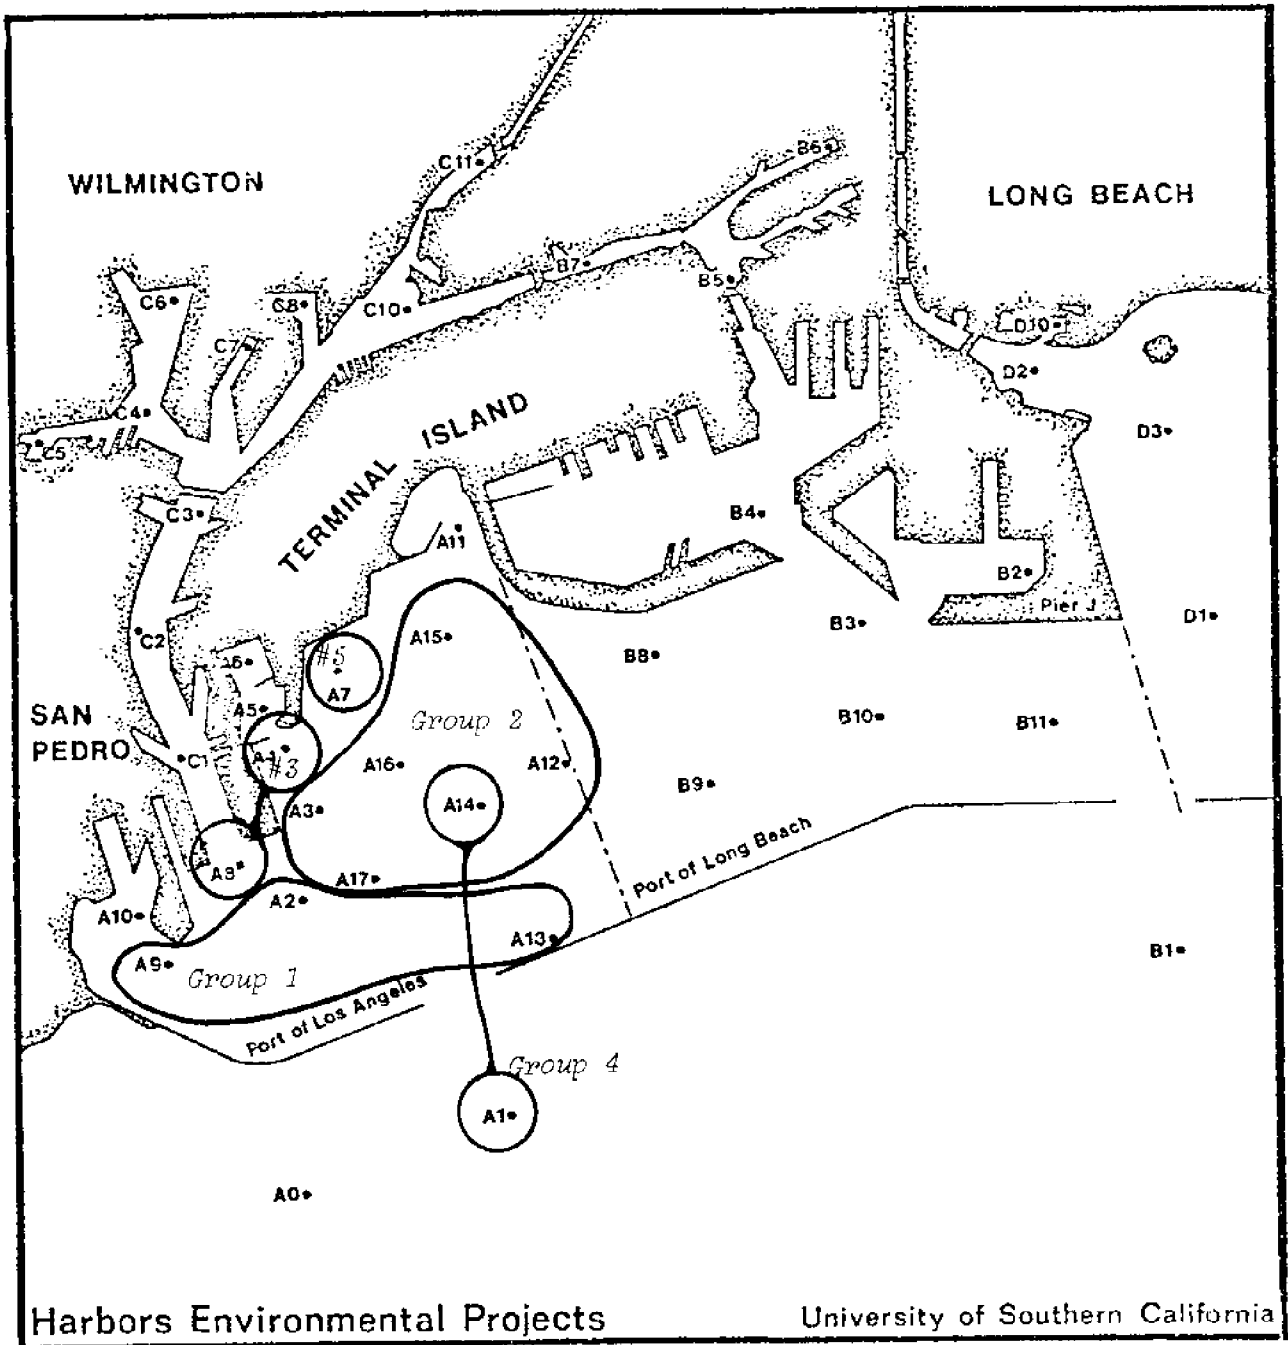 C11
B6
WILMINGTON
LONG BEACH
B7
B5
C6
C8
C10
D10
C7
D2
C4
ISLAND
D3
C5
TERMINAL
C3
B4
A11
B2
Pier J
C2
A15
B3
D1
#5
B8
A7
SAN
PEDRO
A5
Group 2
B10
B11
C1
#3
A16
A12
A14
B9
A3
A8
A17
Port of Long Beach
A2
A10
A13
A9
Group 1
B1
Port of Los Angeles
Group 4
A1
A0
Harbors Environmental Projects
University of Southern California